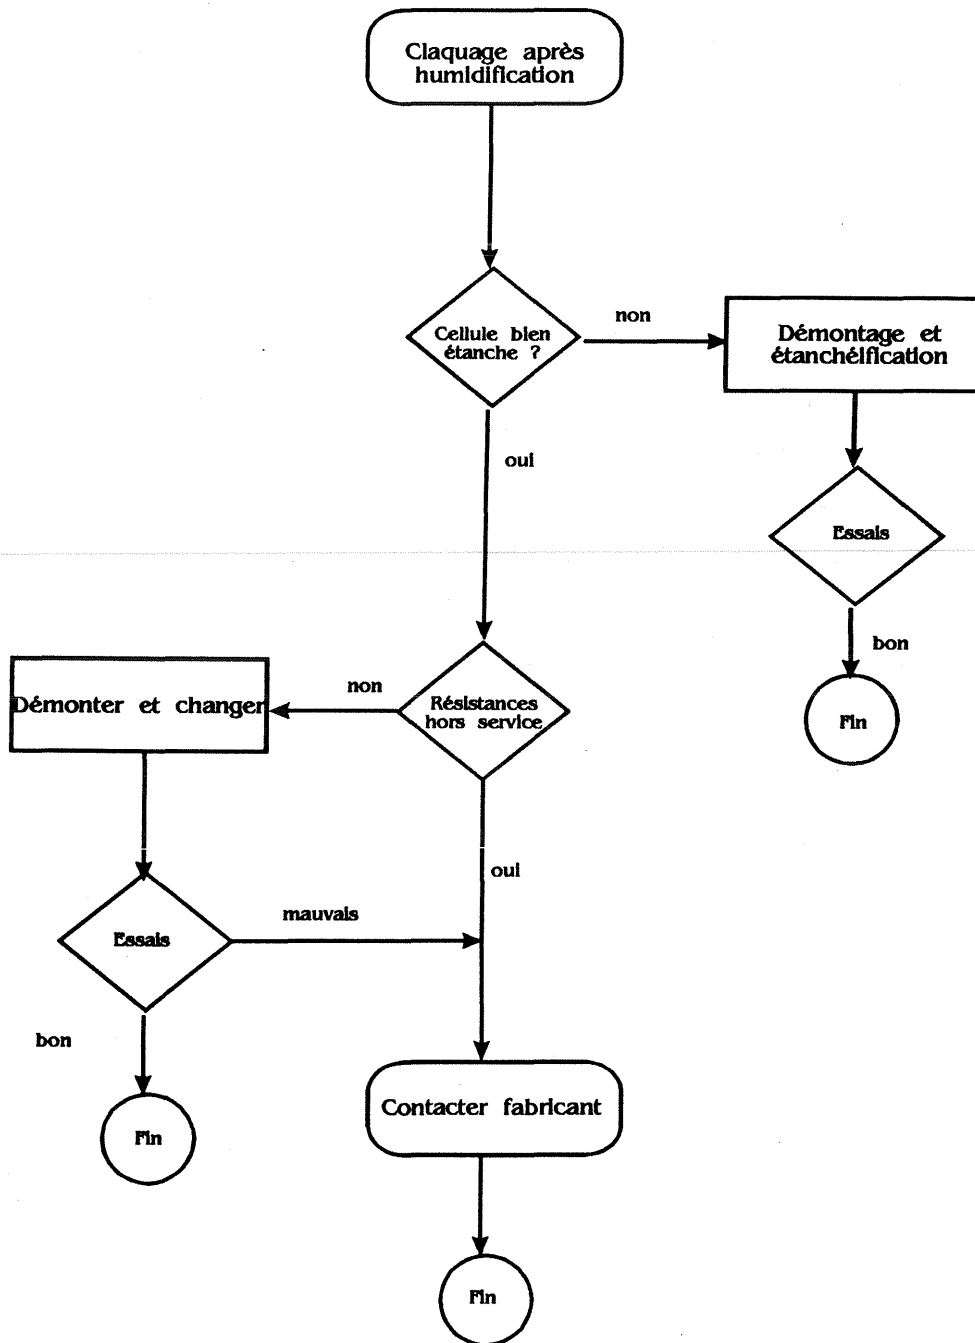 Claquage après
humidification
Cellule bien
étanche ?
non
Démontage et
étanchéification
oui
Essais
bon
Fin
Résistances
hors service
non
Démonter et changer
oui
Essais
mauvais
bon
Fin
Contacter fabricant
Fin